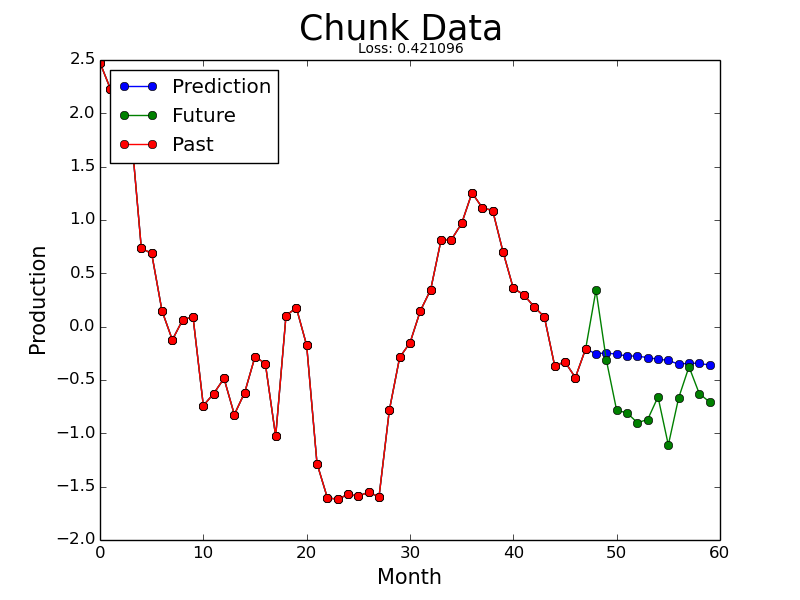 Chunk Data
Loss: 0.421096
2.5
2.0
1.5
1.0
0.5
0.0
−0.5
−1.0
−1.5
−2.0
Production
Prediction
Future
Past
0 10 20 30 40 50 60
Month